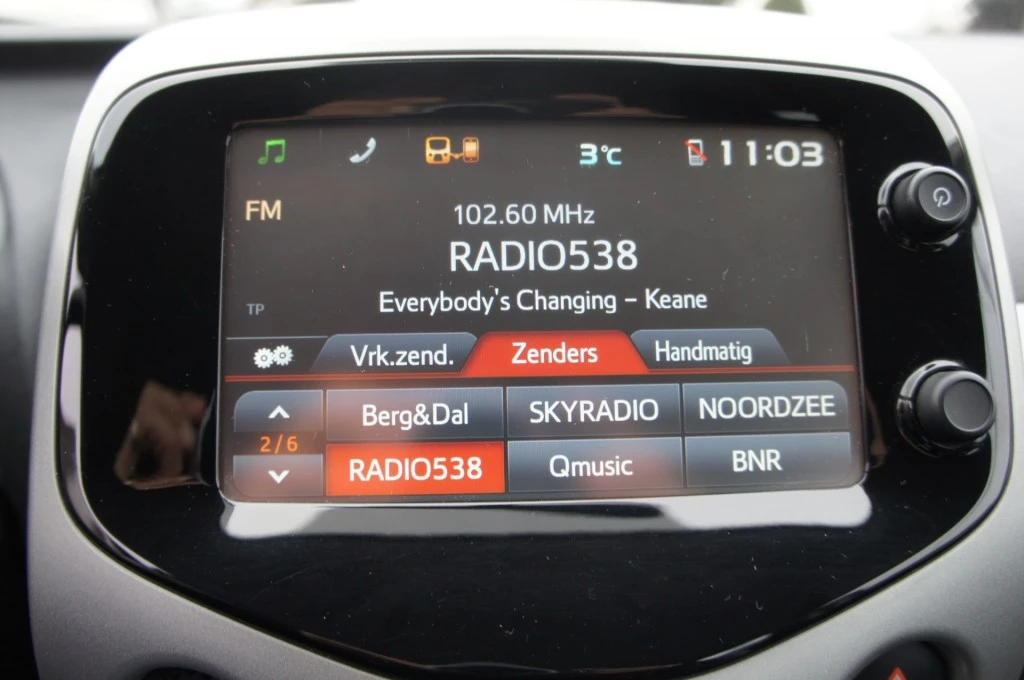 3°C 11:03
FM
102.60 MHz
RADIO538
TP
Everybody's Changing - Keane
Vrk.zend. Zenders Handmatig
Berg&Dal SKYRADIO NOORDZEE
2/6
RADIO538 Qmusic BNR